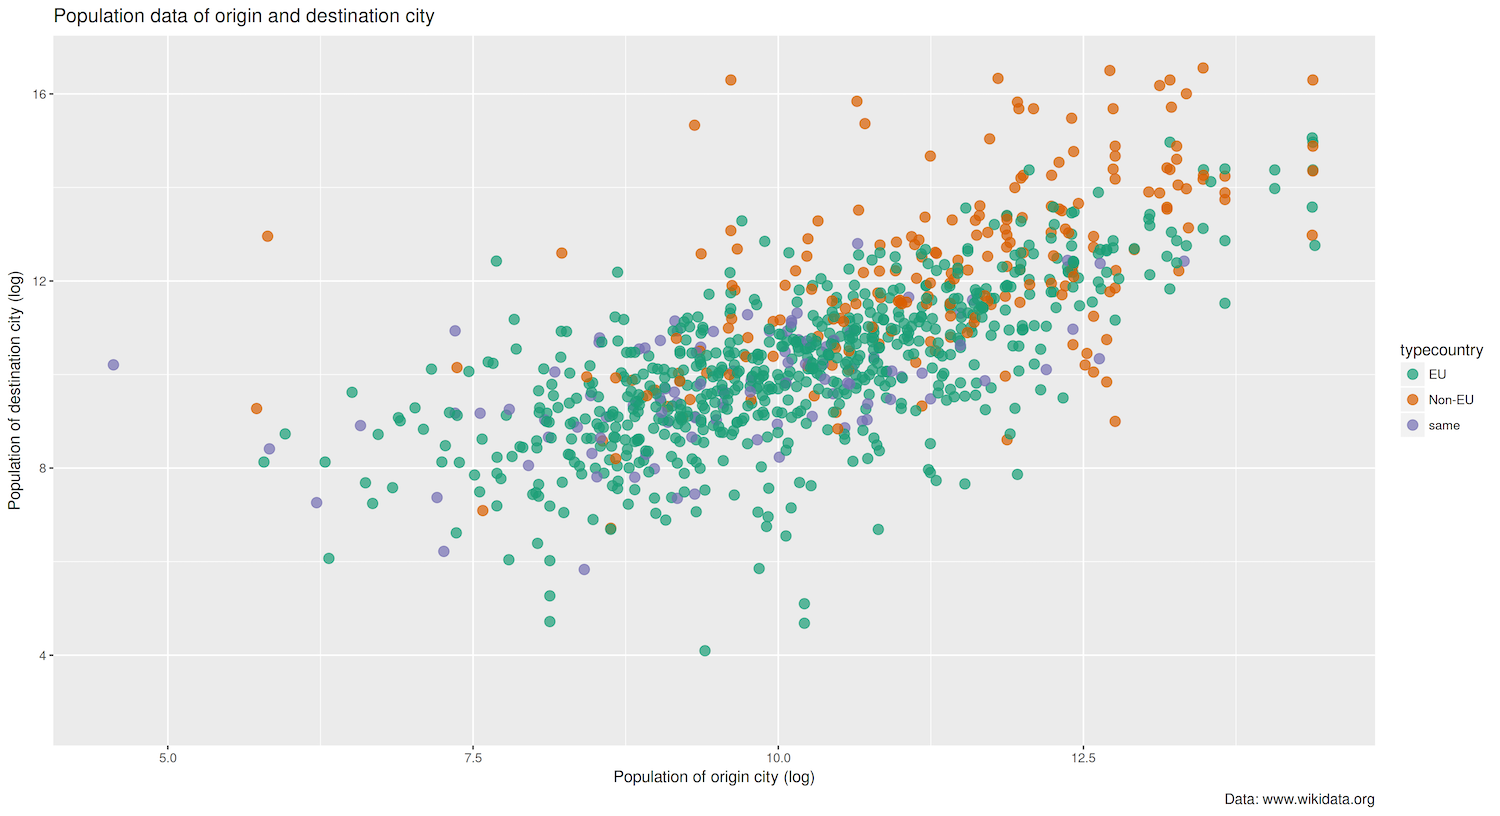 Population data of origin and destination city
Population of destination city (log)
16
12
8
4
5.0
7.5
10.0
12.5
Population of origin city (log)
typecountry
EU
Non-EU
same
Data: www.wikidata.org